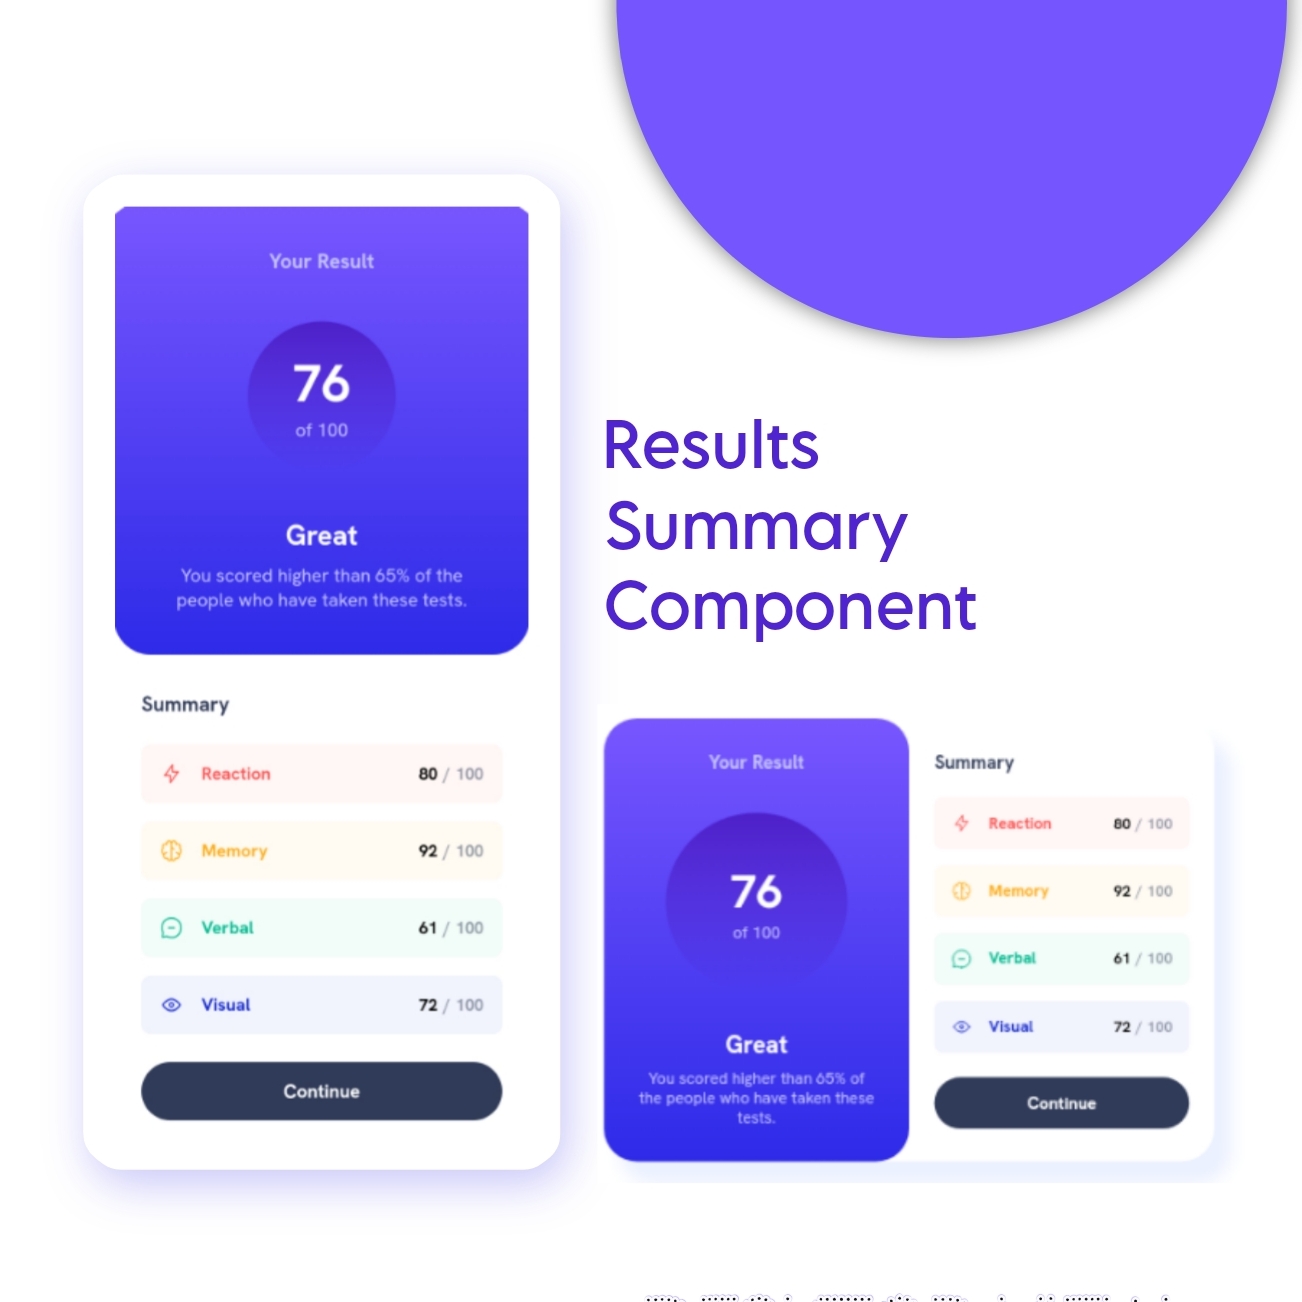 Your Result
76
of 100
Great
You scored higher than 65% of the
people who have taken these tests.
Summary
Reaction 80 / 100
Memory 92 / 100
Verbal 61 / 100
Visual 72 / 100
Continue
Results
Summary
Component
Your Result
76
of 100
Great
You scored higher than 65% of
the people who have taken these
tests.
Summary
Reaction 80 / 100
Memory 92 / 100
Verbal 61 / 100
Visual 72 / 100
Continue